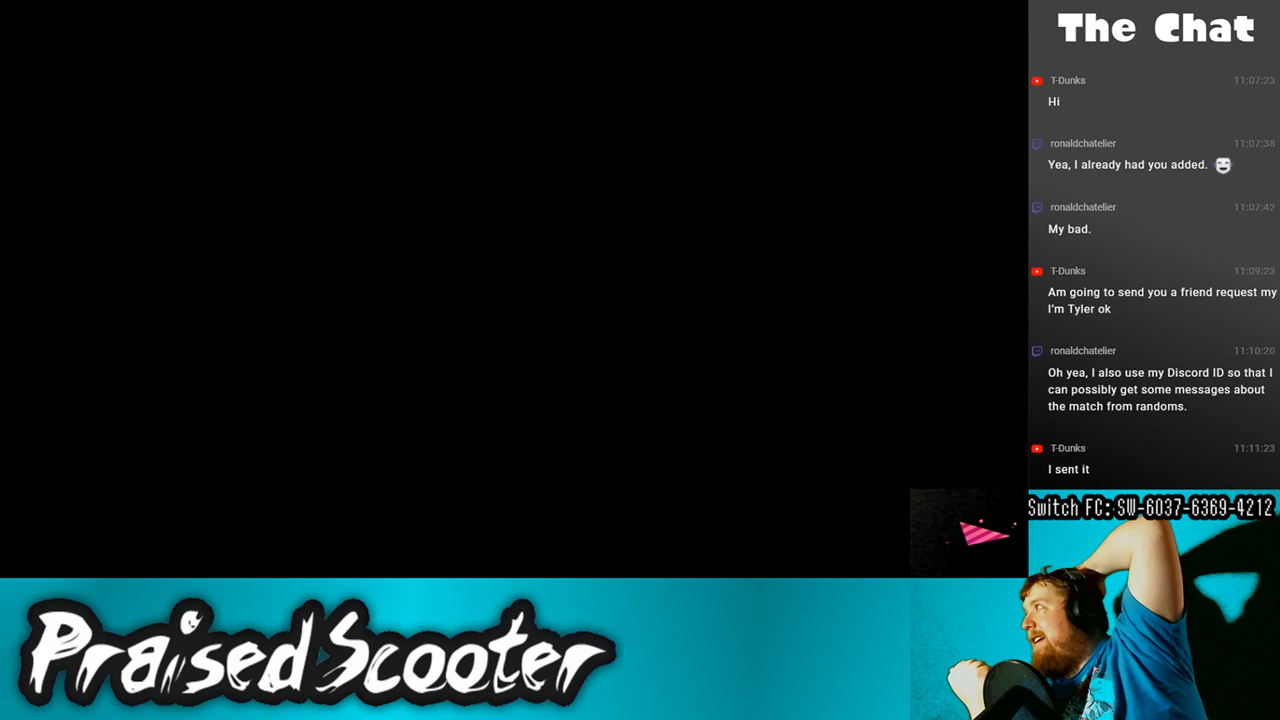 The Chat
T-Dunks 11:07:23
Hi
ronaldchatelier 11:07:38
Yea, I already had you added.
ronaldchatelier 11:07:42
My bad.
T-Dunks 11:09:23
Am going to send you a friend request my
I'm Tyler ok
ronaldchatelier 11:10:20
Oh yea, I also use my Discord ID so that I
can possibly get some messages about
the match from randoms.
T-Dunks 11:11:23
I sent it
Switch FC: SW-6037-6369-4212
PraisedScooter